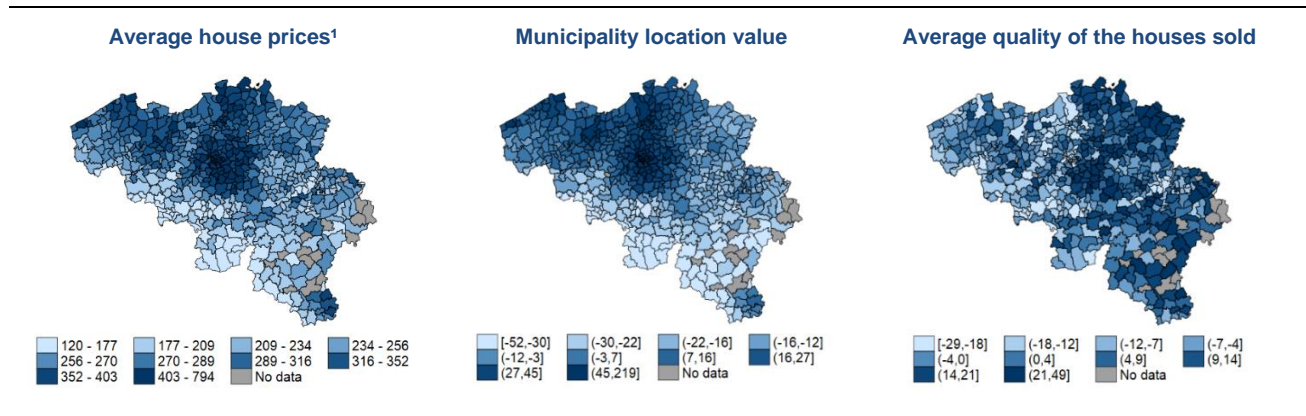 Average house prices¹
Municipality location value
Average quality of the houses sold
120 - 177 177 - 209 209 - 234 234 - 256
256 - 270 270 - 289 289 - 316 316 - 352
352 - 403 403 - 794 No data
[-52,-30] (-30,-22] (-22,-16] (-16,-12]
(-12,-3] (-3,7] (7,16] (16,27]
(27,45] (45,219] No data
[-29,-18] (-18,-12] (-12,-7] (-7,-4]
(-4,0] (0,4] (4,9] (9,14]
(14,21] (21,49] No data